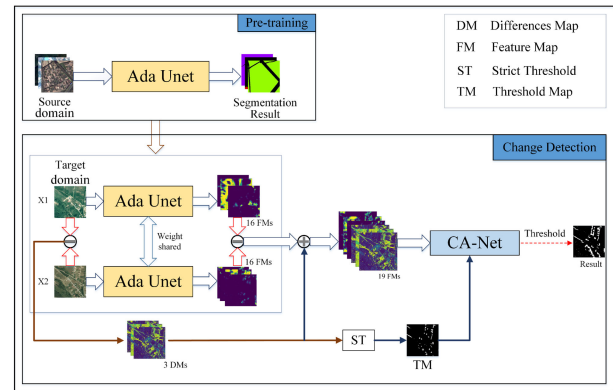 Pre-training
Ada Unet
Source
domain
Segmentation
Result
DM Differences Map
FM Feature Map
ST Strict Threshold
TM Threshold Map
Change Detection
Target
domain
X1
Ada Unet
16 FMs
Weight
shared
X2
Ada Unet
16 FMs
19 FMs
CA-Net
Threshold
Result
3 DMs
ST
TM